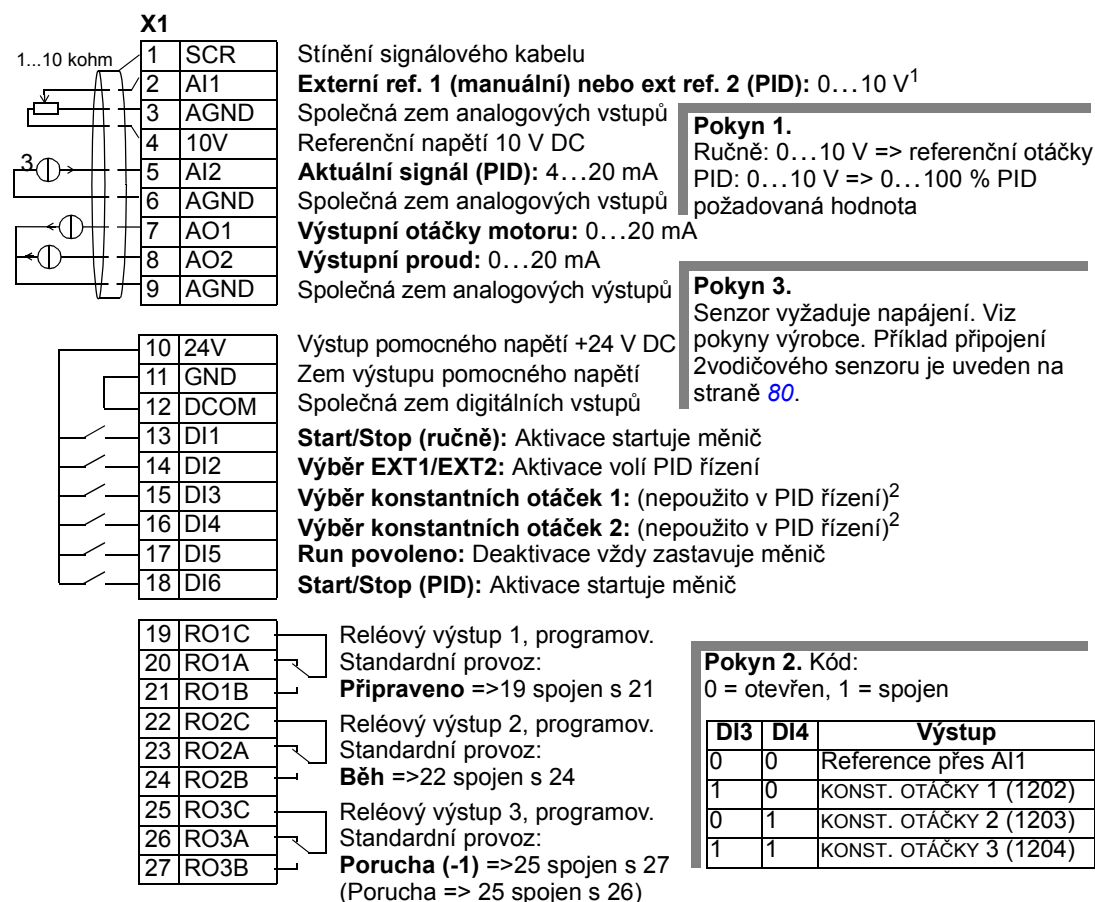 X1
1...10 kohm
1 SCR Stínění signálového kabelu
2 AI1 Externí ref. 1 (manuální) nebo ext ref. 2 (PID): 0…10 V1
3 AGND Společná zem analogových vstupů
4 10V Referenční napětí 10 V DC
3
5 AI2 Aktuální signál (PID): 4…20 mA
6 AGND Společná zem analogových vstupů
7 AO1 Výstupní otáčky motoru: 0…20 mA
8 AO2 Výstupní proud: 0…20 mA
9 AGND Společná zem analogových výstupů
Pokyn 1.
Ručně: 0…10 V => referenční otáčky
PID: 0…10 V => 0…100 % PID
požadovaná hodnota
Pokyn 3.
Senzor vyžaduje napájení. Viz
pokyny výrobce. Příklad připojení
2vodičového senzoru je uveden na
straně 80.
10 24V Výstup pomocného napětí +24 V DC
11 GND Zem výstupu pomocného napětí
12 DCOM Společná zem digitálních vstupů
13 DI1 Start/Stop (ručně): Aktivace startuje měnič
14 DI2 Výběr EXT1/EXT2: Aktivace volí PID řízení
15 DI3 Výběr konstantních otáček 1: (nepoužito v PID řízení)2
16 DI4 Výběr konstantních otáček 2: (nepoužito v PID řízení)2
17 DI5 Run povoleno: Deaktivace vždy zastavuje měnič
18 DI6 Start/Stop (PID): Aktivace startuje měnič
19 RO1C Reléový výstup 1, programov.
20 RO1A Standardní provoz:
21 RO1B Připraveno =>19 spojen s 21
22 RO2C Reléový výstup 2, programov.
23 RO2A Standardní provoz:
24 RO2B Běh =>22 spojen s 24
25 RO3C Reléový výstup 3, programov.
26 RO3A Standardní provoz:
27 RO3B Porucha (-1) =>25 spojen s 27
(Porucha => 25 spojen s 26)
Pokyn 2. Kód:
0 = otevřen, 1 = spojen
DI3 DI4 Výstup
0 0 Reference přes AI1
1 0 KONST. OTÁČKY 1 (1202)
0 1 KONST. OTÁČKY 2 (1203)
1 1 KONST. OTÁČKY 3 (1204)